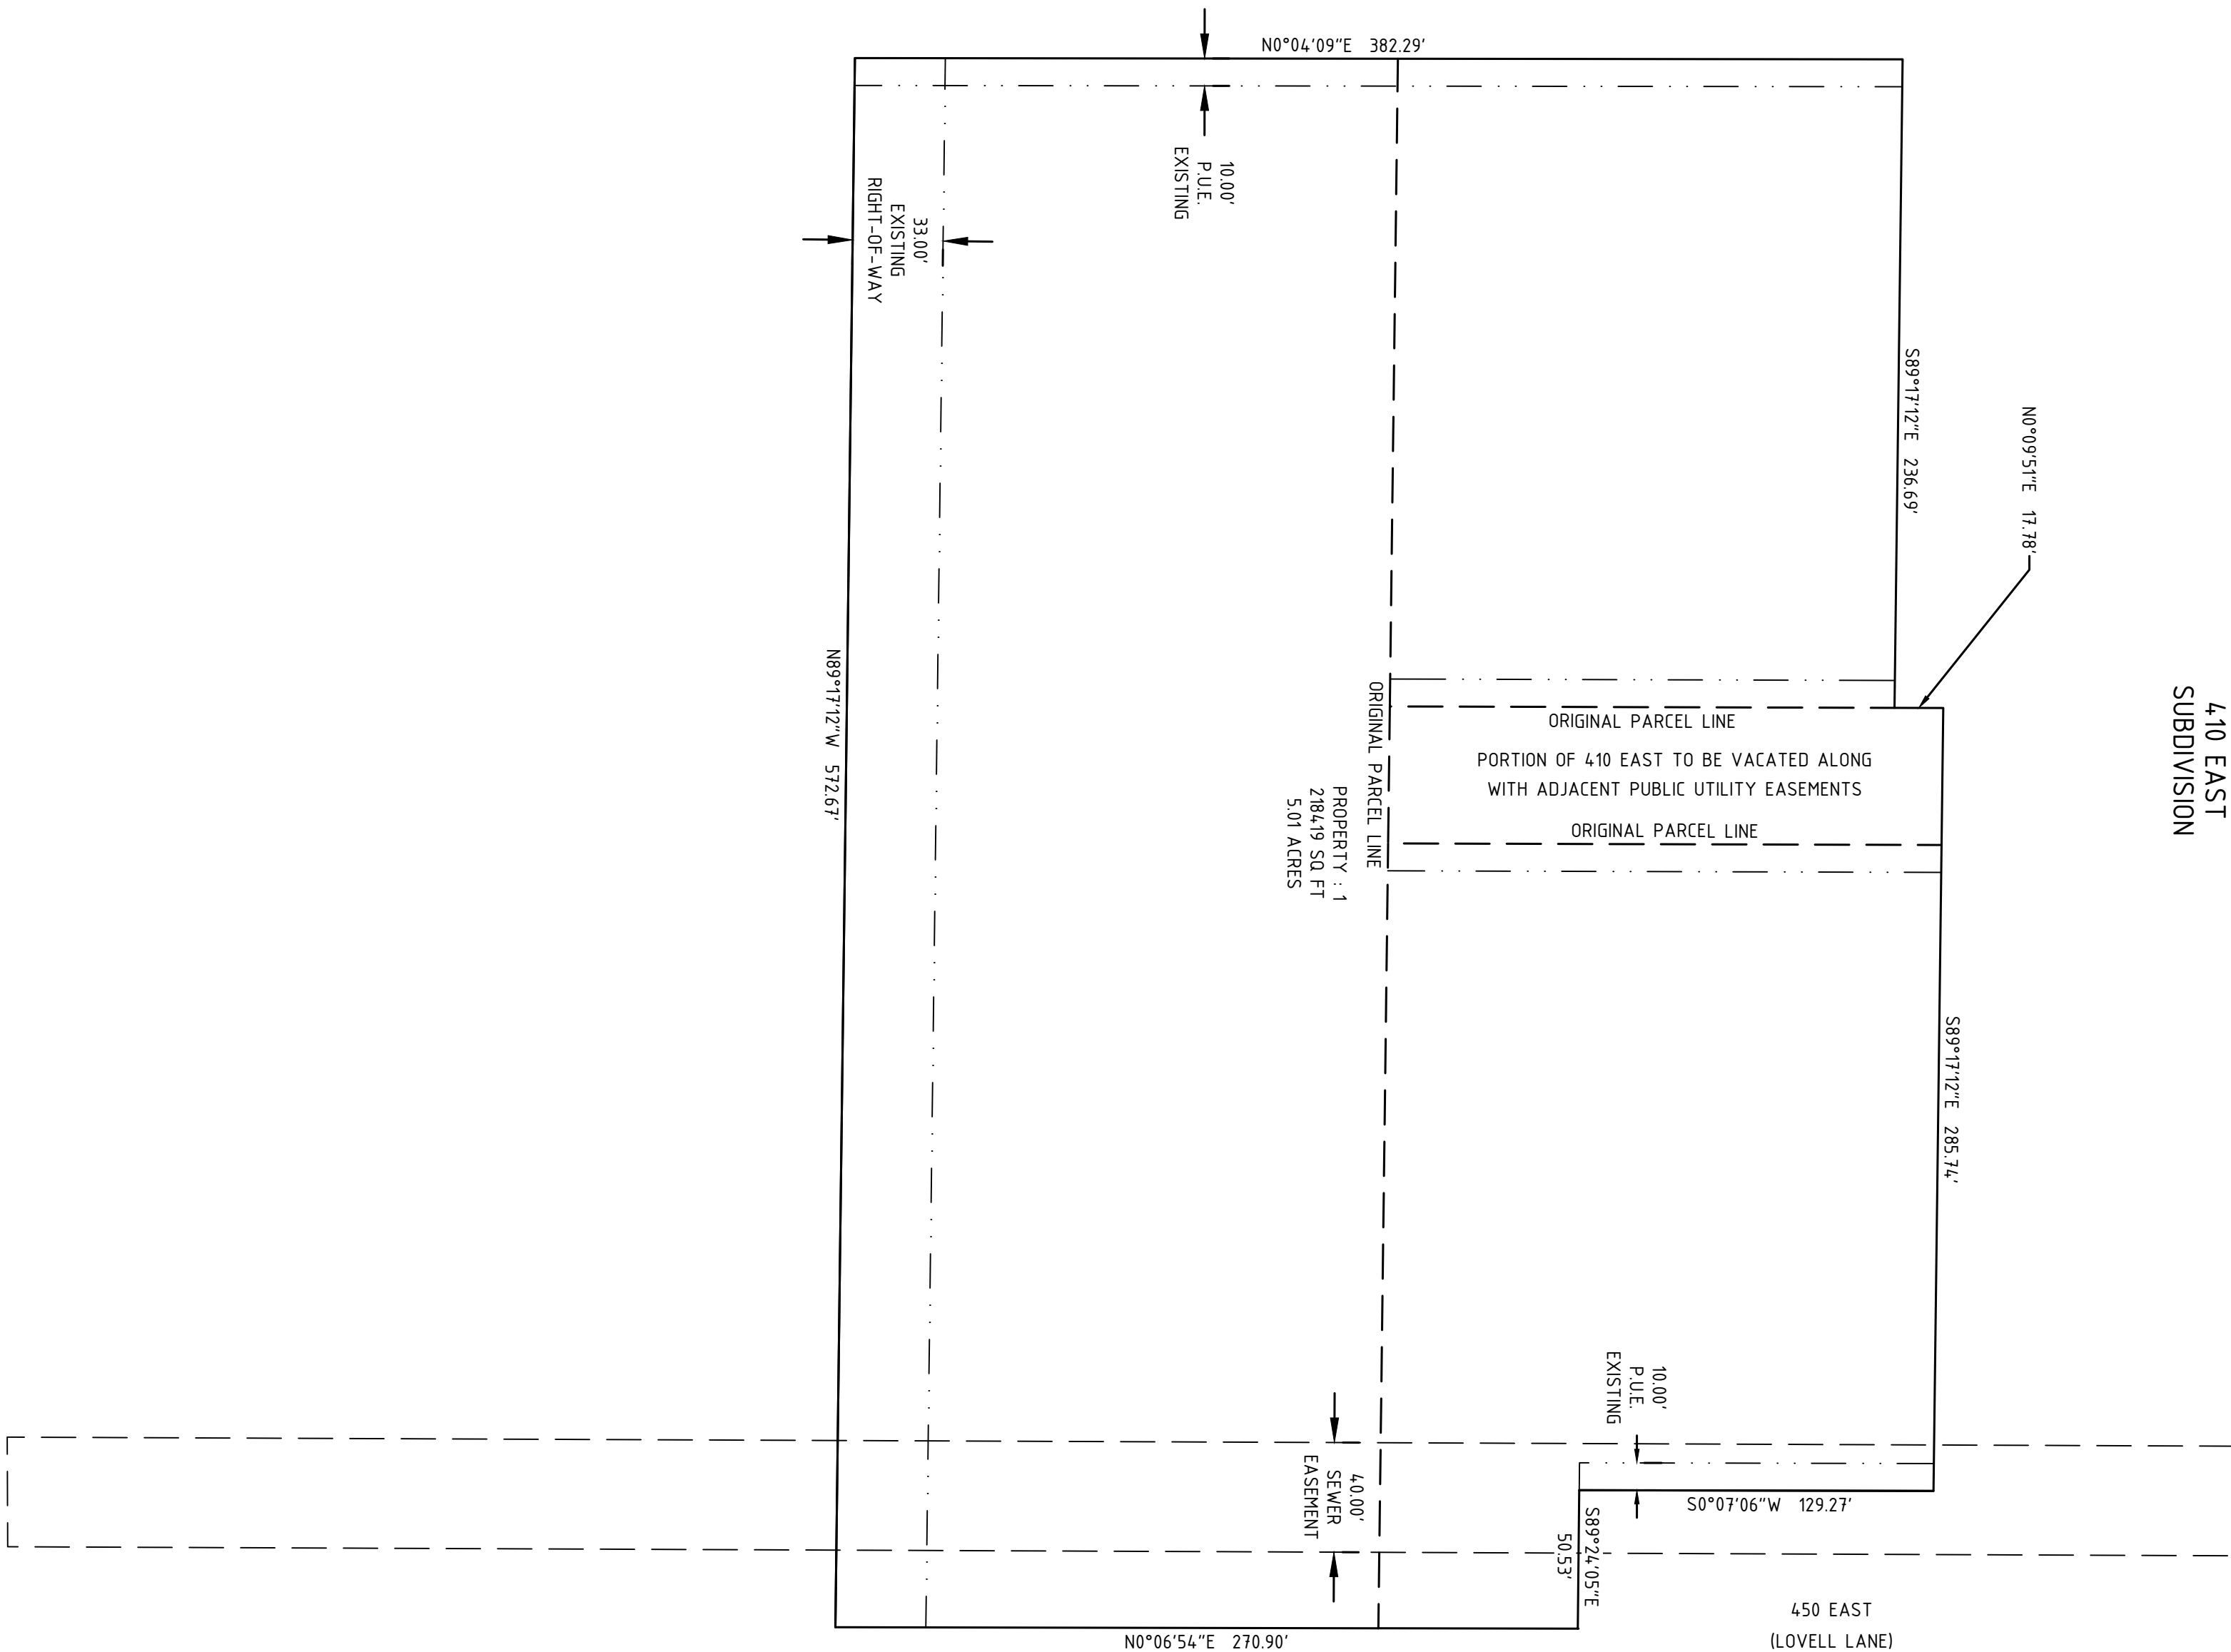 N0°04'09"E 382.29'
10.00'
P.U.E.
EXISTING
33.00'
EXISTING
RIGHT-OF-WAY
S89°17'12"E 236.69'
N0°09'51"E 17.78'
410 EAST
SUBDIVISION
N89°17'12"W 572.67'
ORIGINAL PARCEL LINE
ORIGINAL PARCEL LINE
PORTION OF 410 EAST TO BE VACATED ALONG
WITH ADJACENT PUBLIC UTILITY EASEMENTS
ORIGINAL PARCEL LINE
PROPERTY : 1
218419 SQ FT
5.01 ACRES
S89°17'12"E 285.74'
10.00'
P.U.E.
EXISTING
40.00'
SEWER
EASEMENT
S0°07'06"W 129.27'
S89°24'05"E
50.53'
450 EAST
(LOVELL LANE)
N0°06'54"E 270.90'